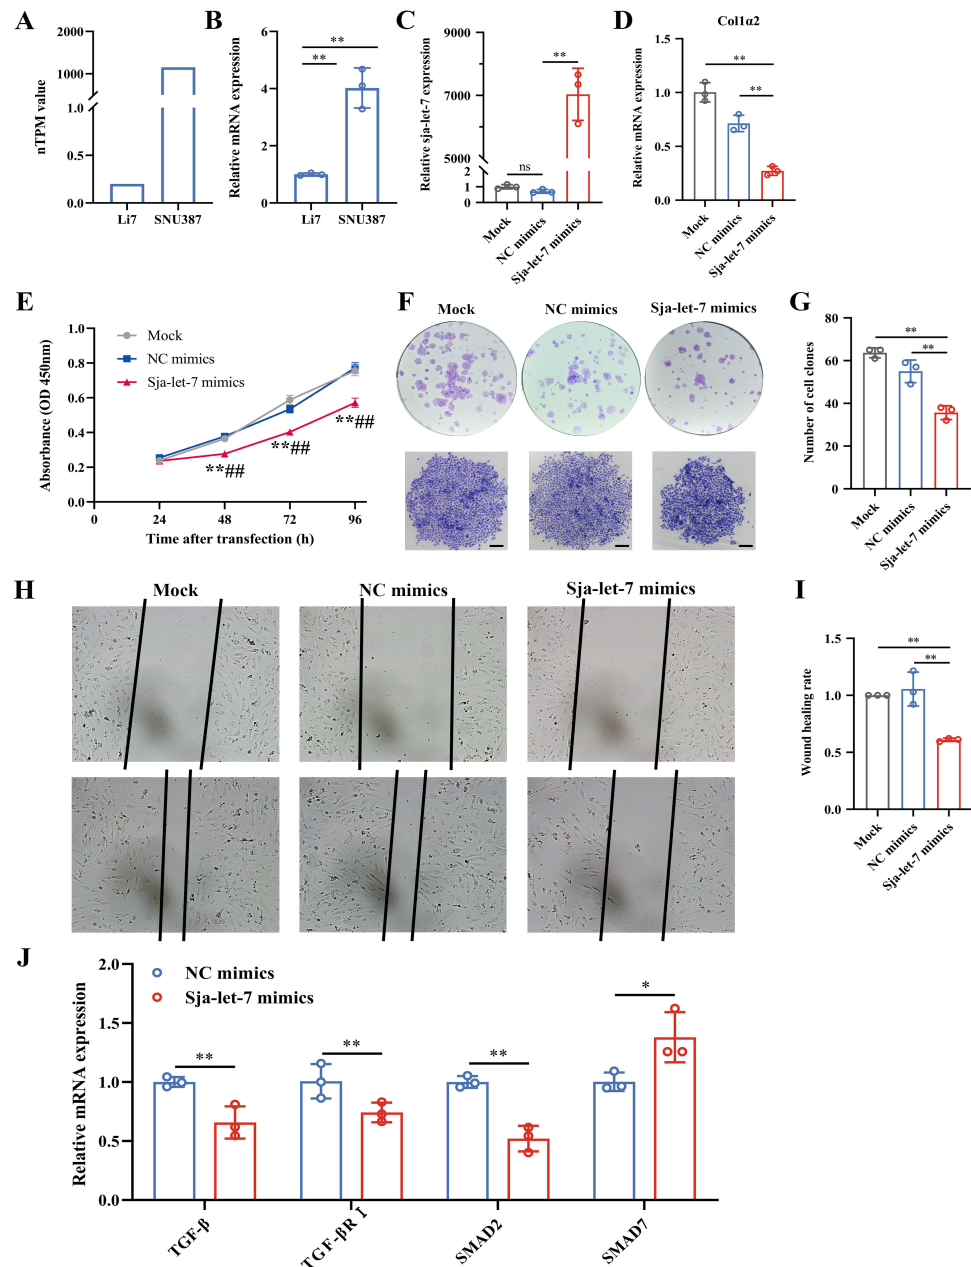 A
nTPM value
2000
1000
1.0
0.5
0.0
Li7
SNU387
B
Relative mRNA expression
6
4
2
0
**
**
Li7
SNU387
C
Relative sja-let-7 expression
9000
7000
5000
2
1
0
ns
**
Mock
NC mimics
Sja-let-7 mimics
D
Col1α2
Relative mRNA expression
1.5
1.0
0.5
0.0
**
**
Mock
NC mimics
Sja-let-7 mimics
E
Absorbance (OD 450nm)
1.0
0.8
0.6
0.4
0.2
0.0
Mock
NC mimics
Sja-let-7 mimics
**##
**##
**##
0
24
48
72
96
Time after transfection (h)
F
Mock
NC mimics
Sja-let-7 mimics
G
Number of cell clones
80
60
40
20
0
**
**
Mock
NC mimics
Sja-let-7 mimics
H
Mock
NC mimics
Sja-let-7 mimics
I
Wound healing rate
1.5
1.0
0.5
0.0
**
**
Mock
NC mimics
Sja-let-7 mimics
J
Relative mRNA expression
2.0
1.5
1.0
0.5
0.0
NC mimics
Sja-let-7 mimics
**
**
**
*
TGF-β
TGF-βR Ⅰ
SMAD2
SMAD7